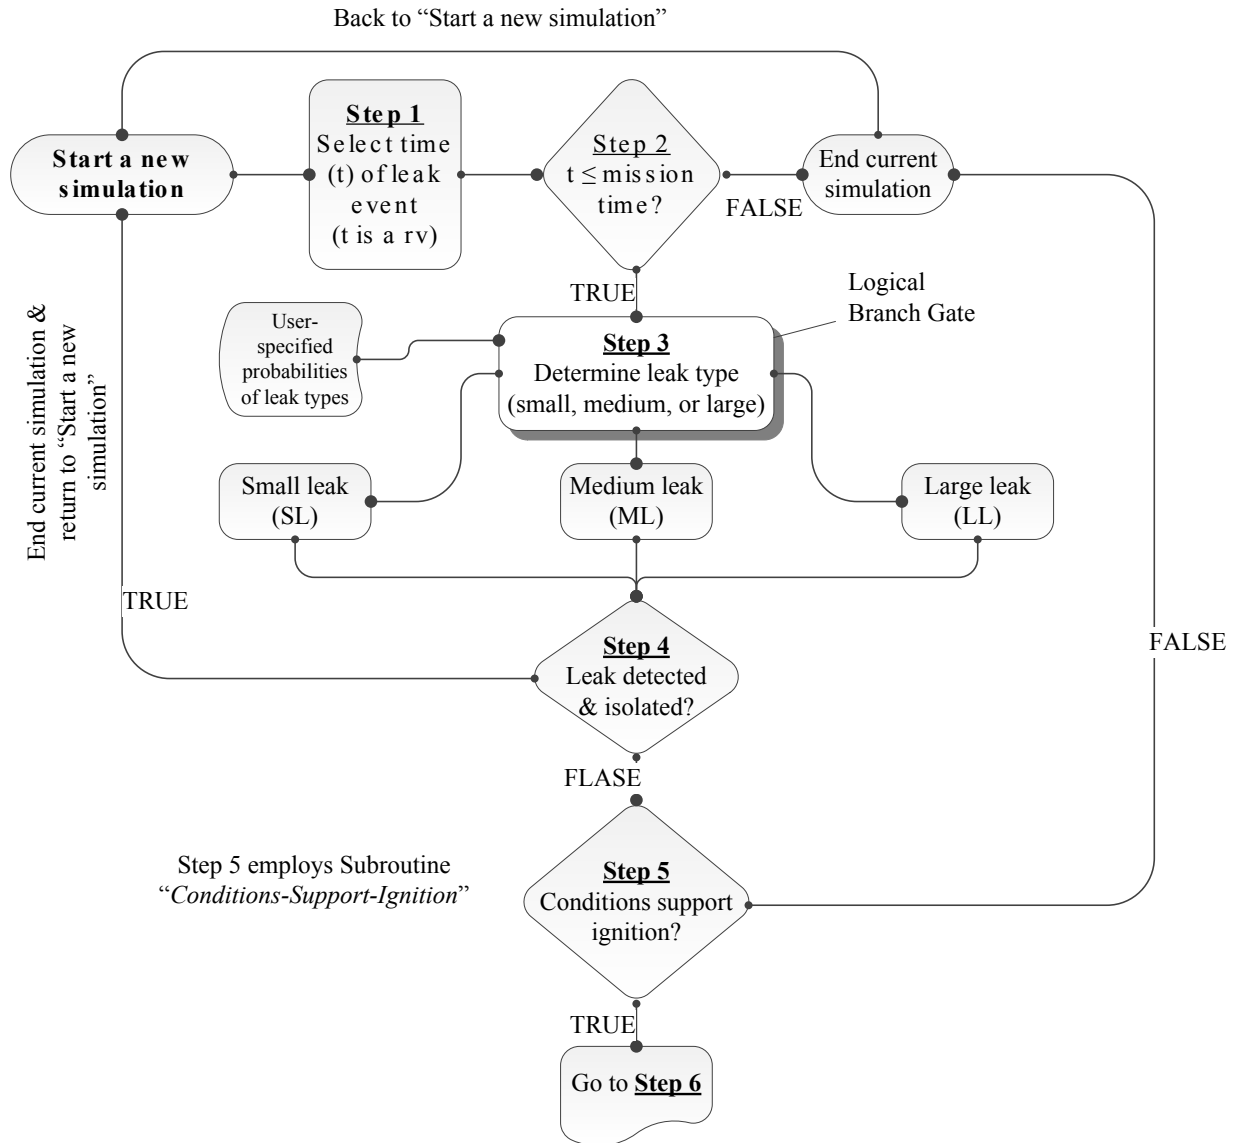 Back to “Start a new simulation”
Start a new
simulation
Step 1
Select time
(t) of leak
event
(t is a rv)
Step 2
t ≤ mission
time?
FALSE
End current
simulation
TRUE
Logical
Branch Gate
User-
specified
probabilities
of leak types
Step 3
Determine leak type
(small, medium, or large)
End current simulation &
return to “Start a new
simulation”
Small leak
(SL)
Medium leak
(ML)
Large leak
(LL)
TRUE
Step 4
Leak detected
& isolated?
FALSE
FLASE
Step 5 employs Subroutine
“Conditions-Support-Ignition”
Step 5
Conditions support
ignition?
TRUE
Go to Step 6